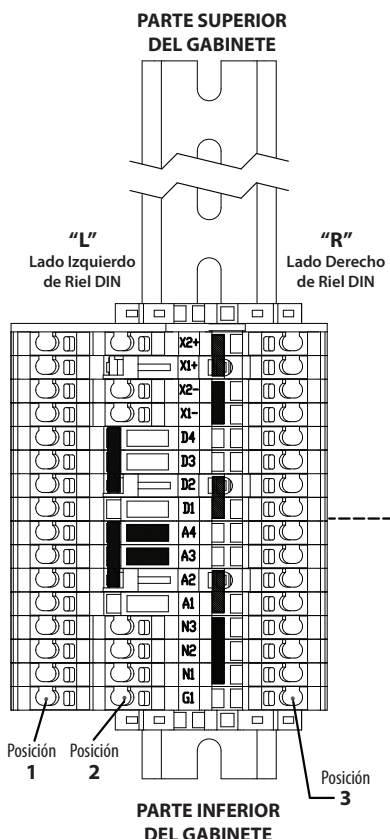 PARTE SUPERIOR
DEL GABINETE
“L”
Lado Izquierdo
de Riel DIN
“R”
Lado Derecho
de Riel DIN
X2+
X1+
X2-
X1-
D4
D3
D2
D1
A4
A3
A2
A1
N3
N2
N1
G1
Posición
1
Posición
2
Posición
3
PARTE INFERIOR
DEL GABINETE